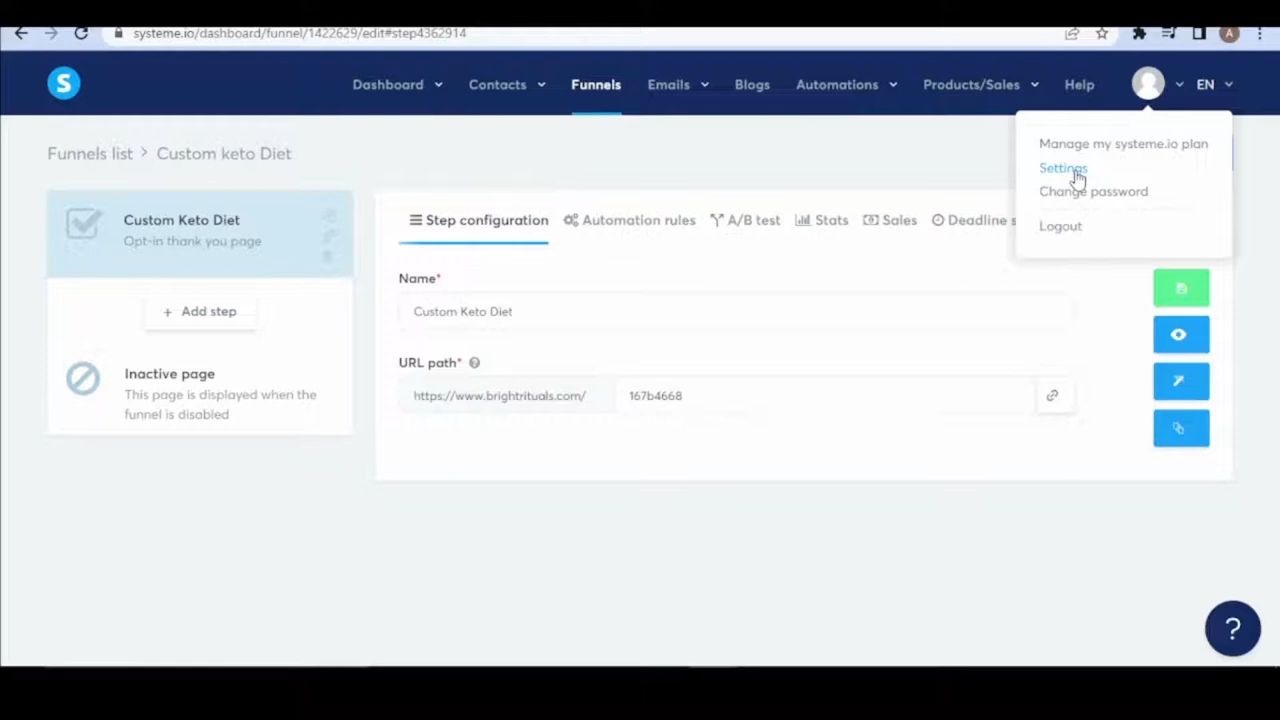 systeme.io/dashboard/funnel/1422629/edit#step4362914
A
S
Dashboard
Contacts
Funnels
Emails
Blogs
Automations
Products/Sales
Help
EN
Manage my systeme.io plan
Settings
Change password
Logout
Funnels list > Custom keto Diet
Custom Keto Diet
Opt-in thank you page
+ Add step
Inactive page
This page is displayed when the
funnel is disabled
Step configuration
Automation rules
A/B test
Stats
Sales
Deadline s
Name*
Custom Keto Diet
URL path* ?
https://www.brightrituals.com/
167b4668
?